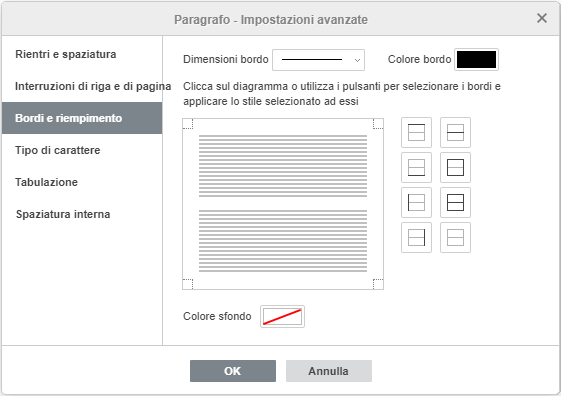 Paragrafo - Impostazioni avanzate
Rientri e spaziatura
Interruzioni di riga e di pagina
Bordi e riempimento
Tipo di carattere
Tabulazione
Spaziatura interna
Dimensioni bordo
Colore bordo
Clicca sul diagramma o utilizza i pulsanti per selezionare i bordi e
applicare lo stile selezionato ad essi
Colore sfondo
OK
Annulla